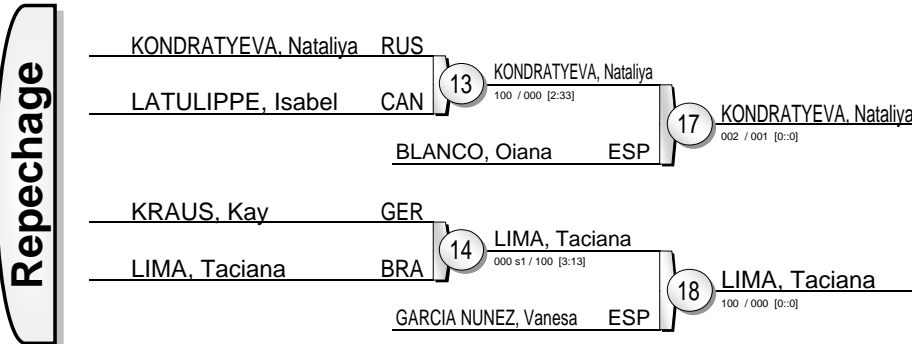 Repechage
KONDRATYEVA, Nataliya RUS
LATULIPPE, Isabel CAN
13
KONDRATYEVA, Nataliya
100 / 000 [2:33]
BLANCO, Oiana ESP
17
KONDRATYEVA, Nataliya
002 / 001 [0::0]
KRAUS, Kay GER
LIMA, Taciana BRA
14
LIMA, Taciana
000 s1 / 100 [3:13]
GARCIA NUNEZ, Vanesa ESP
18
LIMA, Taciana
100 / 000 [0::0]